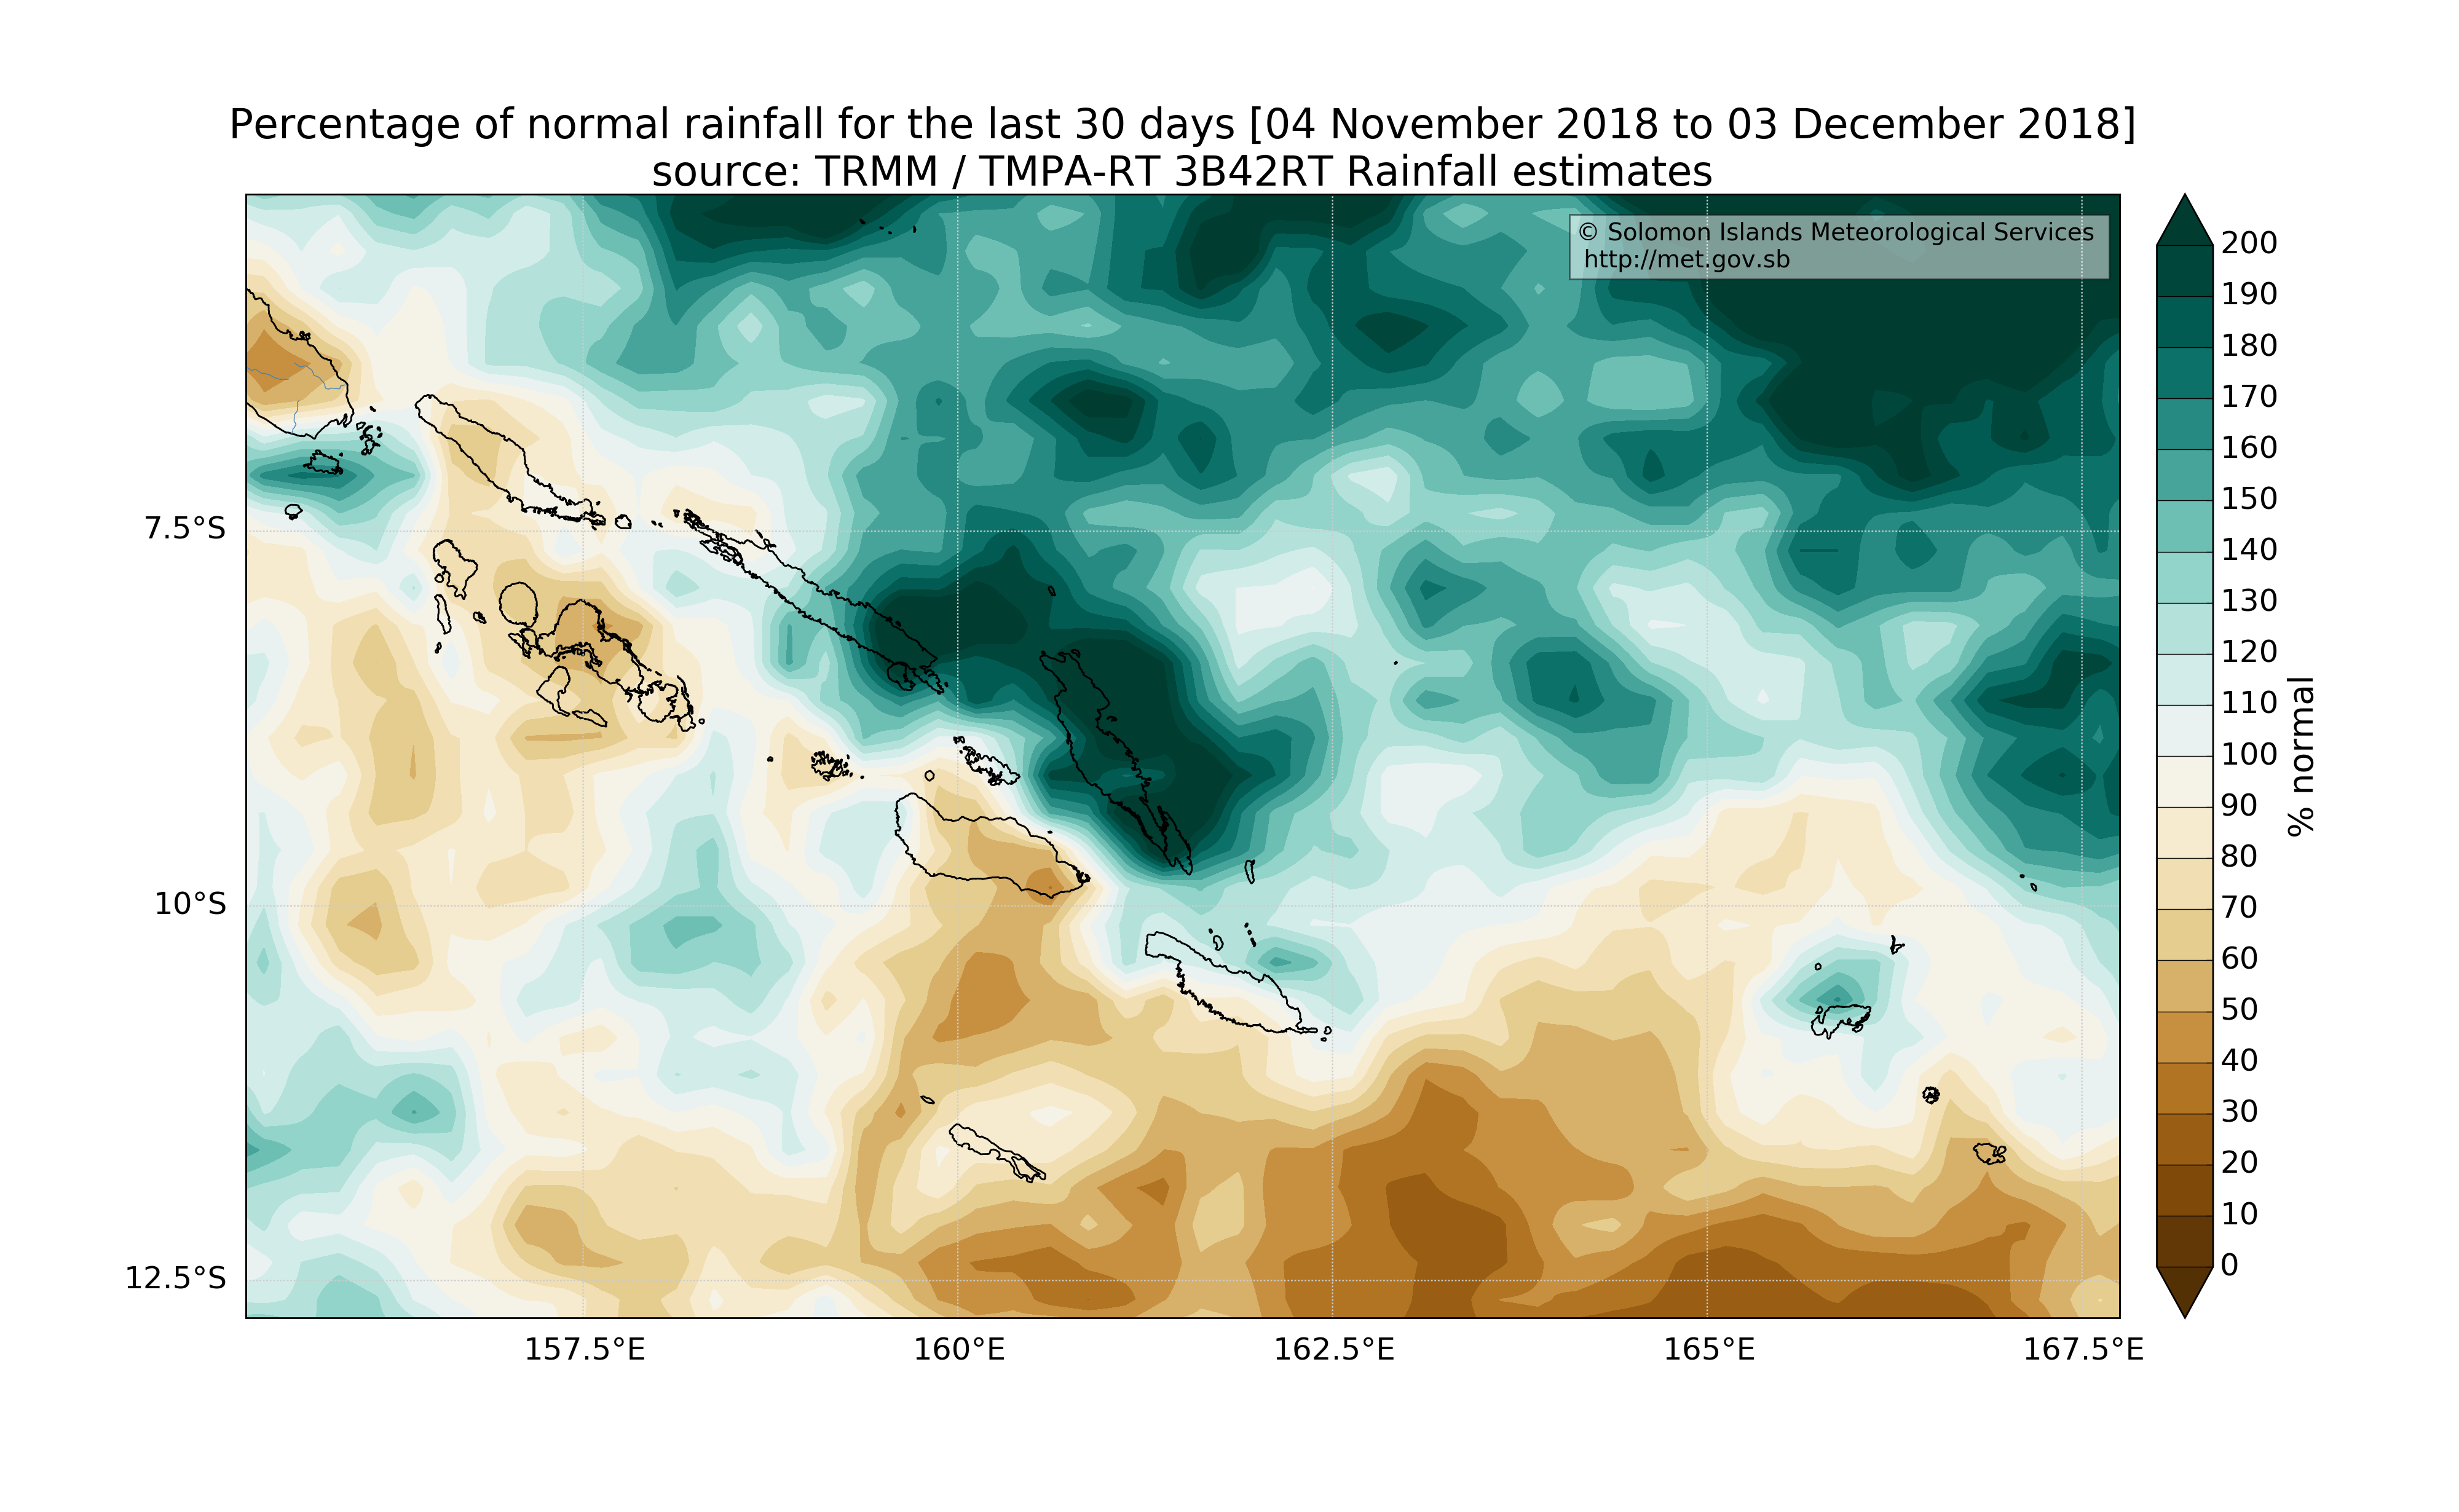 Percentage of normal rainfall for the last 30 days [04 November 2018 to 03 December 2018]
source: TRMM / TMPA-RT 3B42RT Rainfall estimates
© Solomon Islands Meteorological Services
http://met.gov.sb
7.5°S
10°S
12.5°S
157.5°E
160°E
162.5°E
165°E
167.5°E
200
190
180
170
160
150
140
130
120
110
100
90
80
70
60
50
40
30
20
10
0
% normal